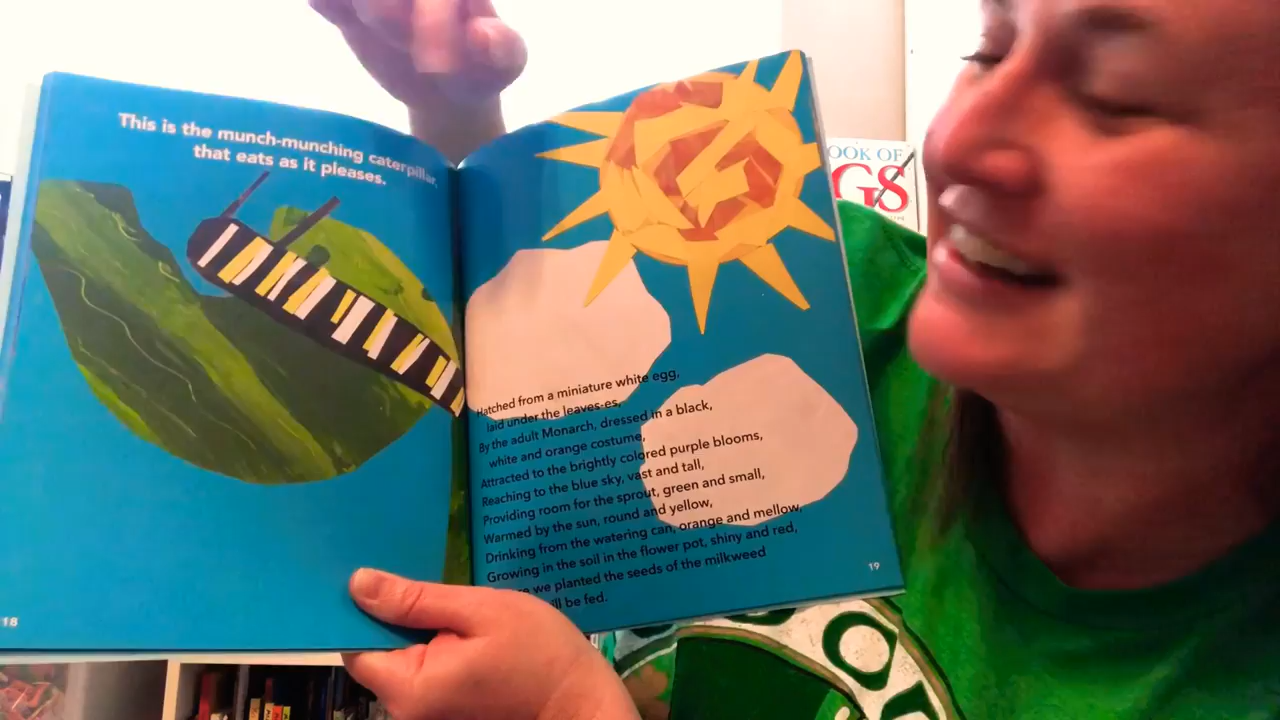 This is the munch-munching caterpillar,
that eats as it pleases.
18
Hatched from a miniature white egg,
laid under the leaves-es,
By the adult Monarch, dressed in a black,
white and orange costume,
Attracted to the brightly colored purple blooms,
Reaching to the blue sky, vast and tall,
Providing room for the sprout, green and small,
Warmed by the sun, round and yellow,
Drinking from the watering can, orange and mellow,
Growing in the soil in the flower pot, shiny and red,
we planted the seeds of the milkweed
be fed.
19
OOK OF
GS